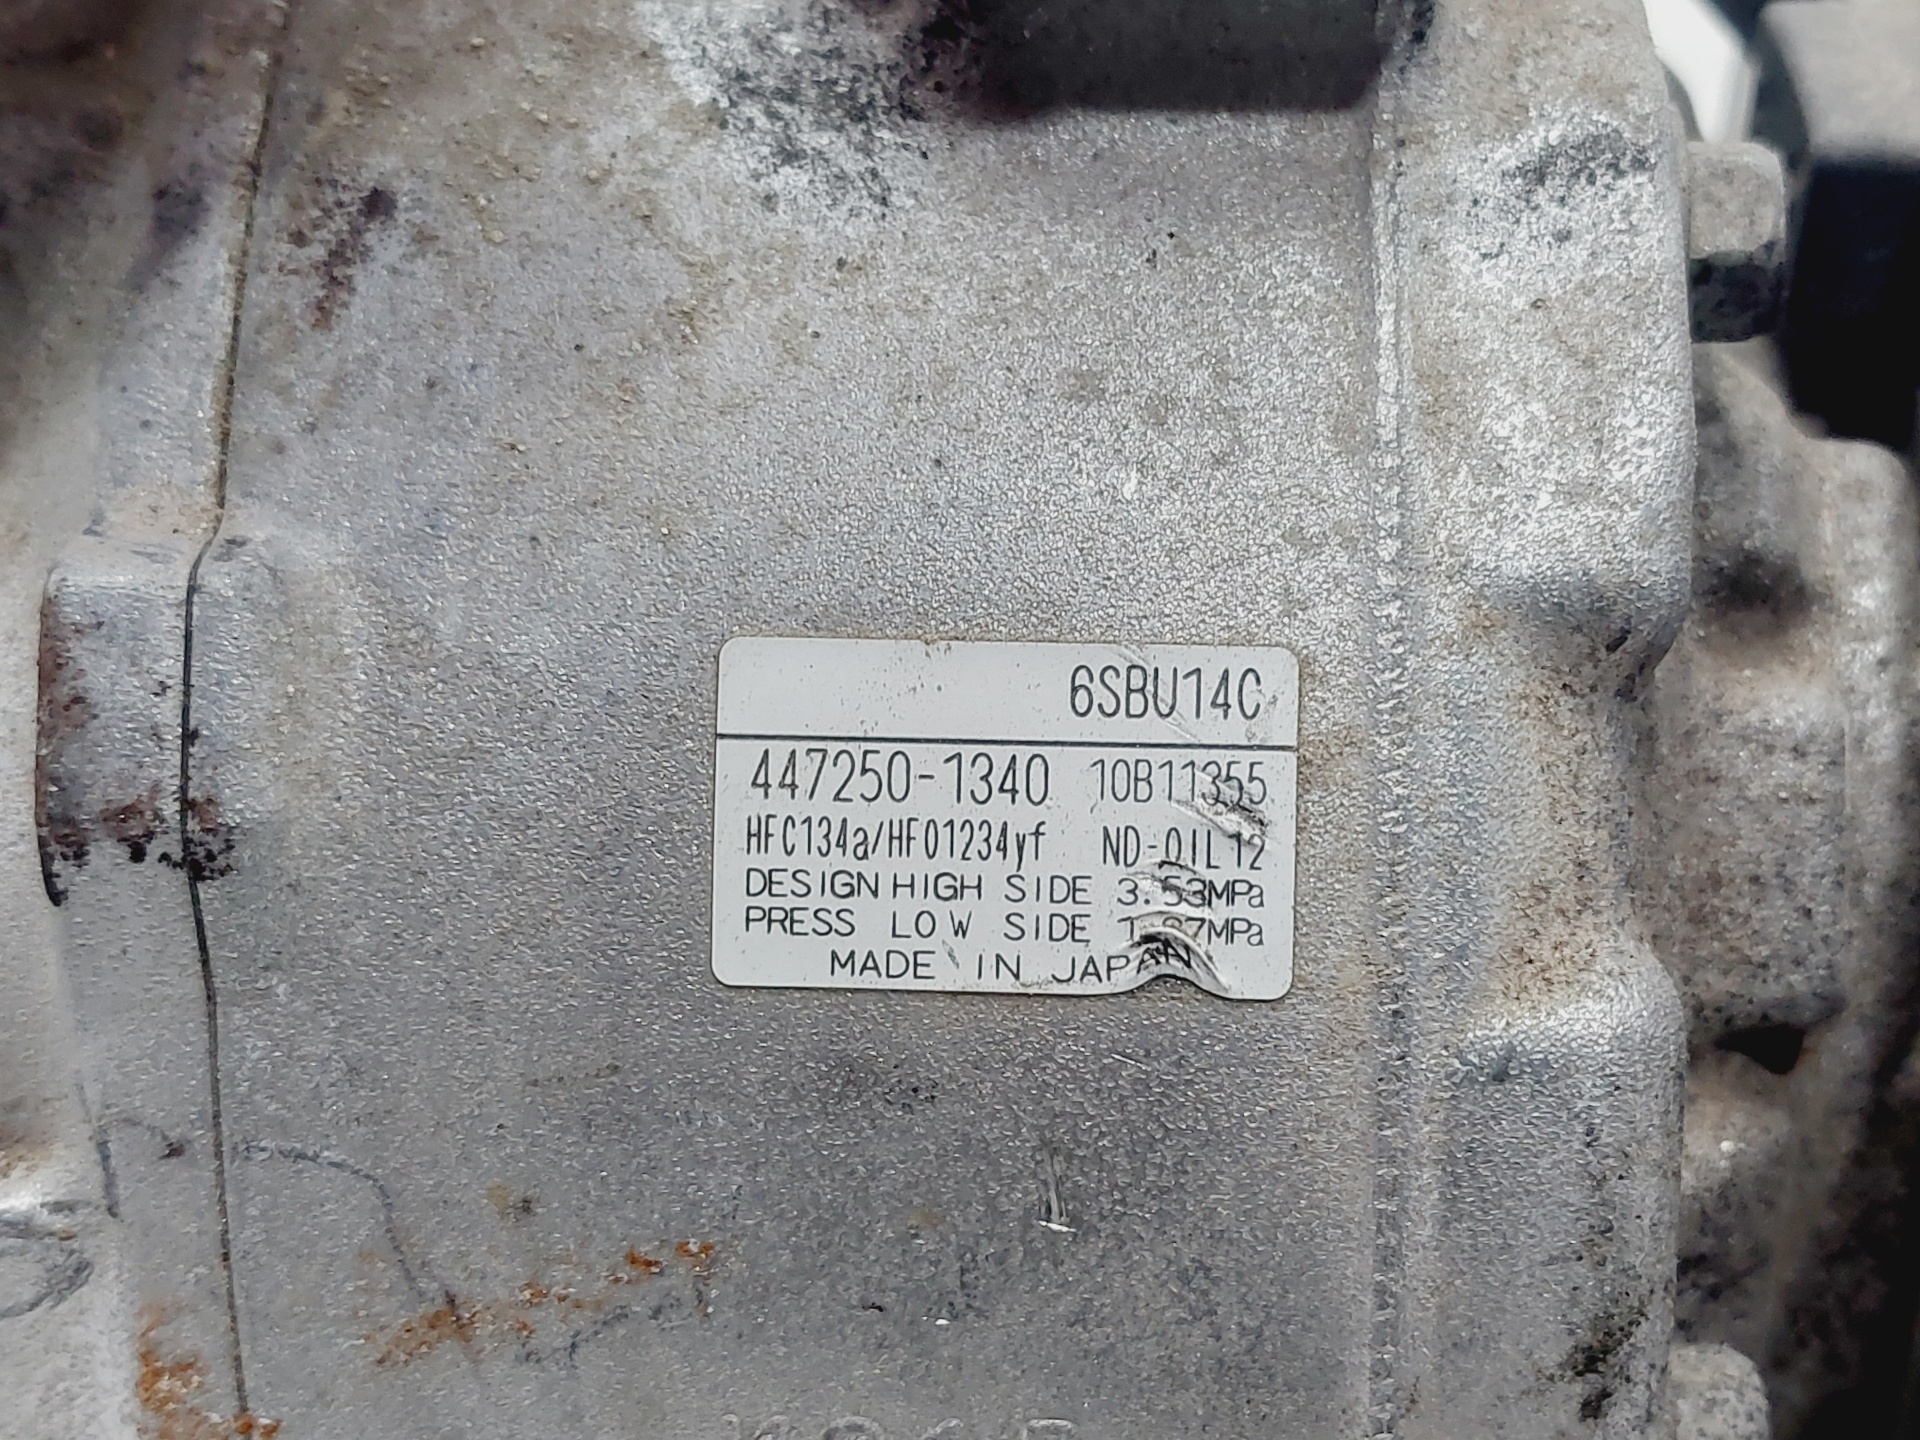 6SBU14C
447250-1340 10B11355
HFC134a/HFO1234yf ND-OIL12
DESIGN HIGH SIDE 3.53MPa
PRESS LOW SIDE
MADE IN JAPAN